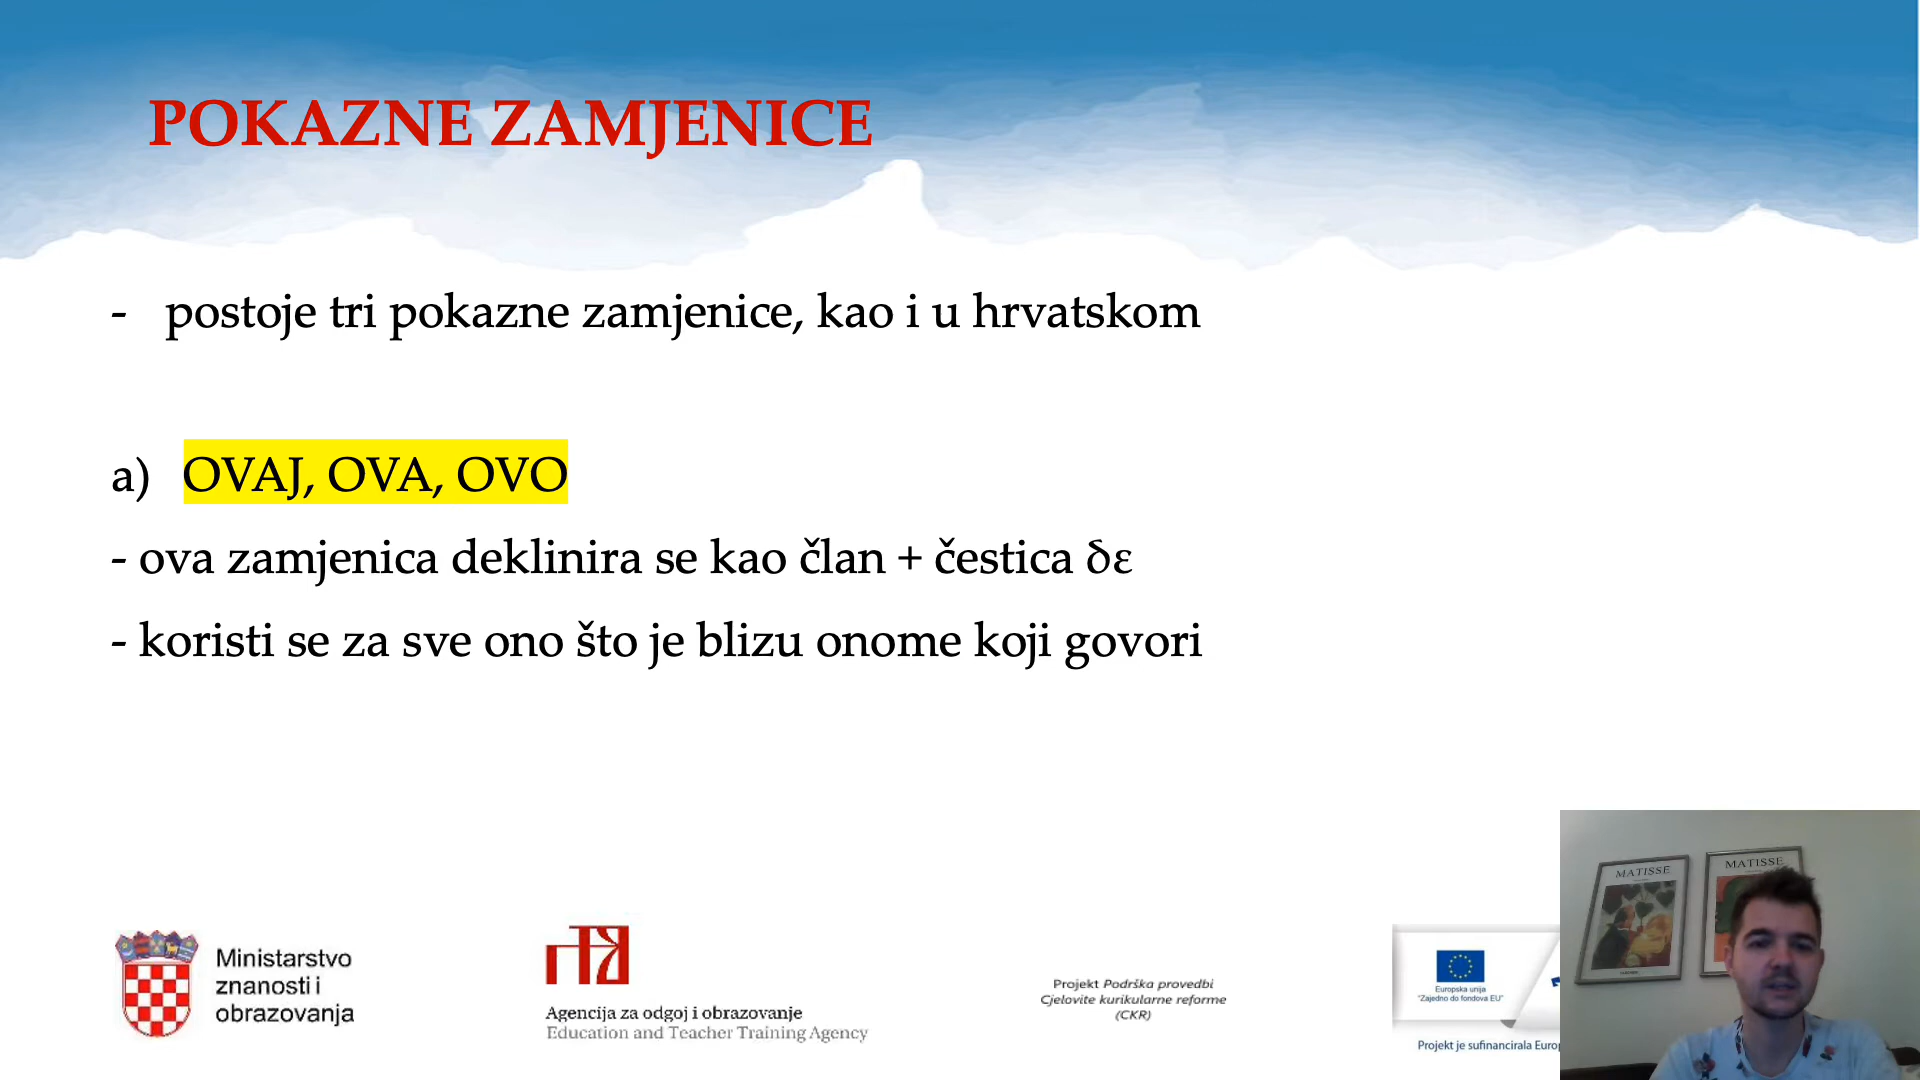 POKAZNE ZAMJENICE
- postoje tri pokazne zamjenice, kao i u hrvatskom
a) OVAJ, OVA, OVO
- ova zamjenica deklinira se kao član + čestica δε
- koristi se za sve ono što je blizu onome koji govori
MATISSE
MATISSE
Ministarstvo
znanosti i
obrazovanja
Agencija za odgoj i obrazovanje
Education and Teacher Training Agency
Projekt Podrška provedbi
Cjelovite kurikularne reforme
(CKR)
Europska unija
"Zajedno do fondova EU"
Projekt je sufinancirala